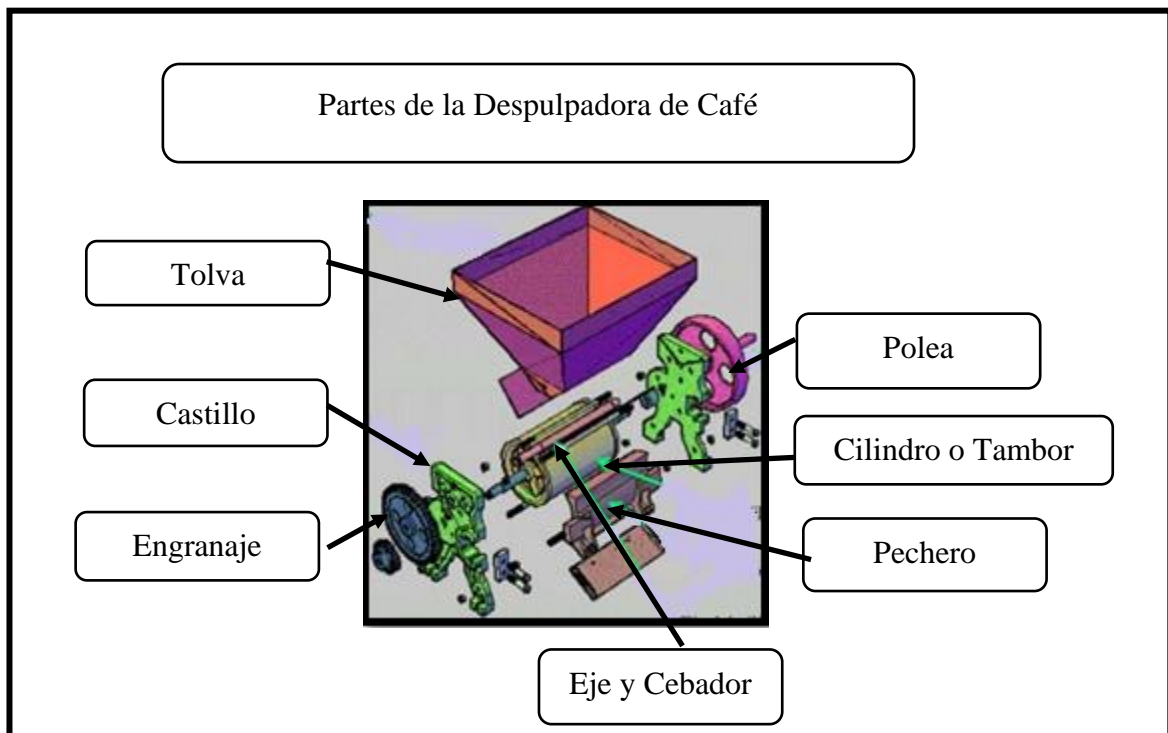 Partes de la Despulpadora de Café
Tolva
Polea
Castillo
Cilindro o Tambor
Engranaje
Pechero
Eje y Cebador